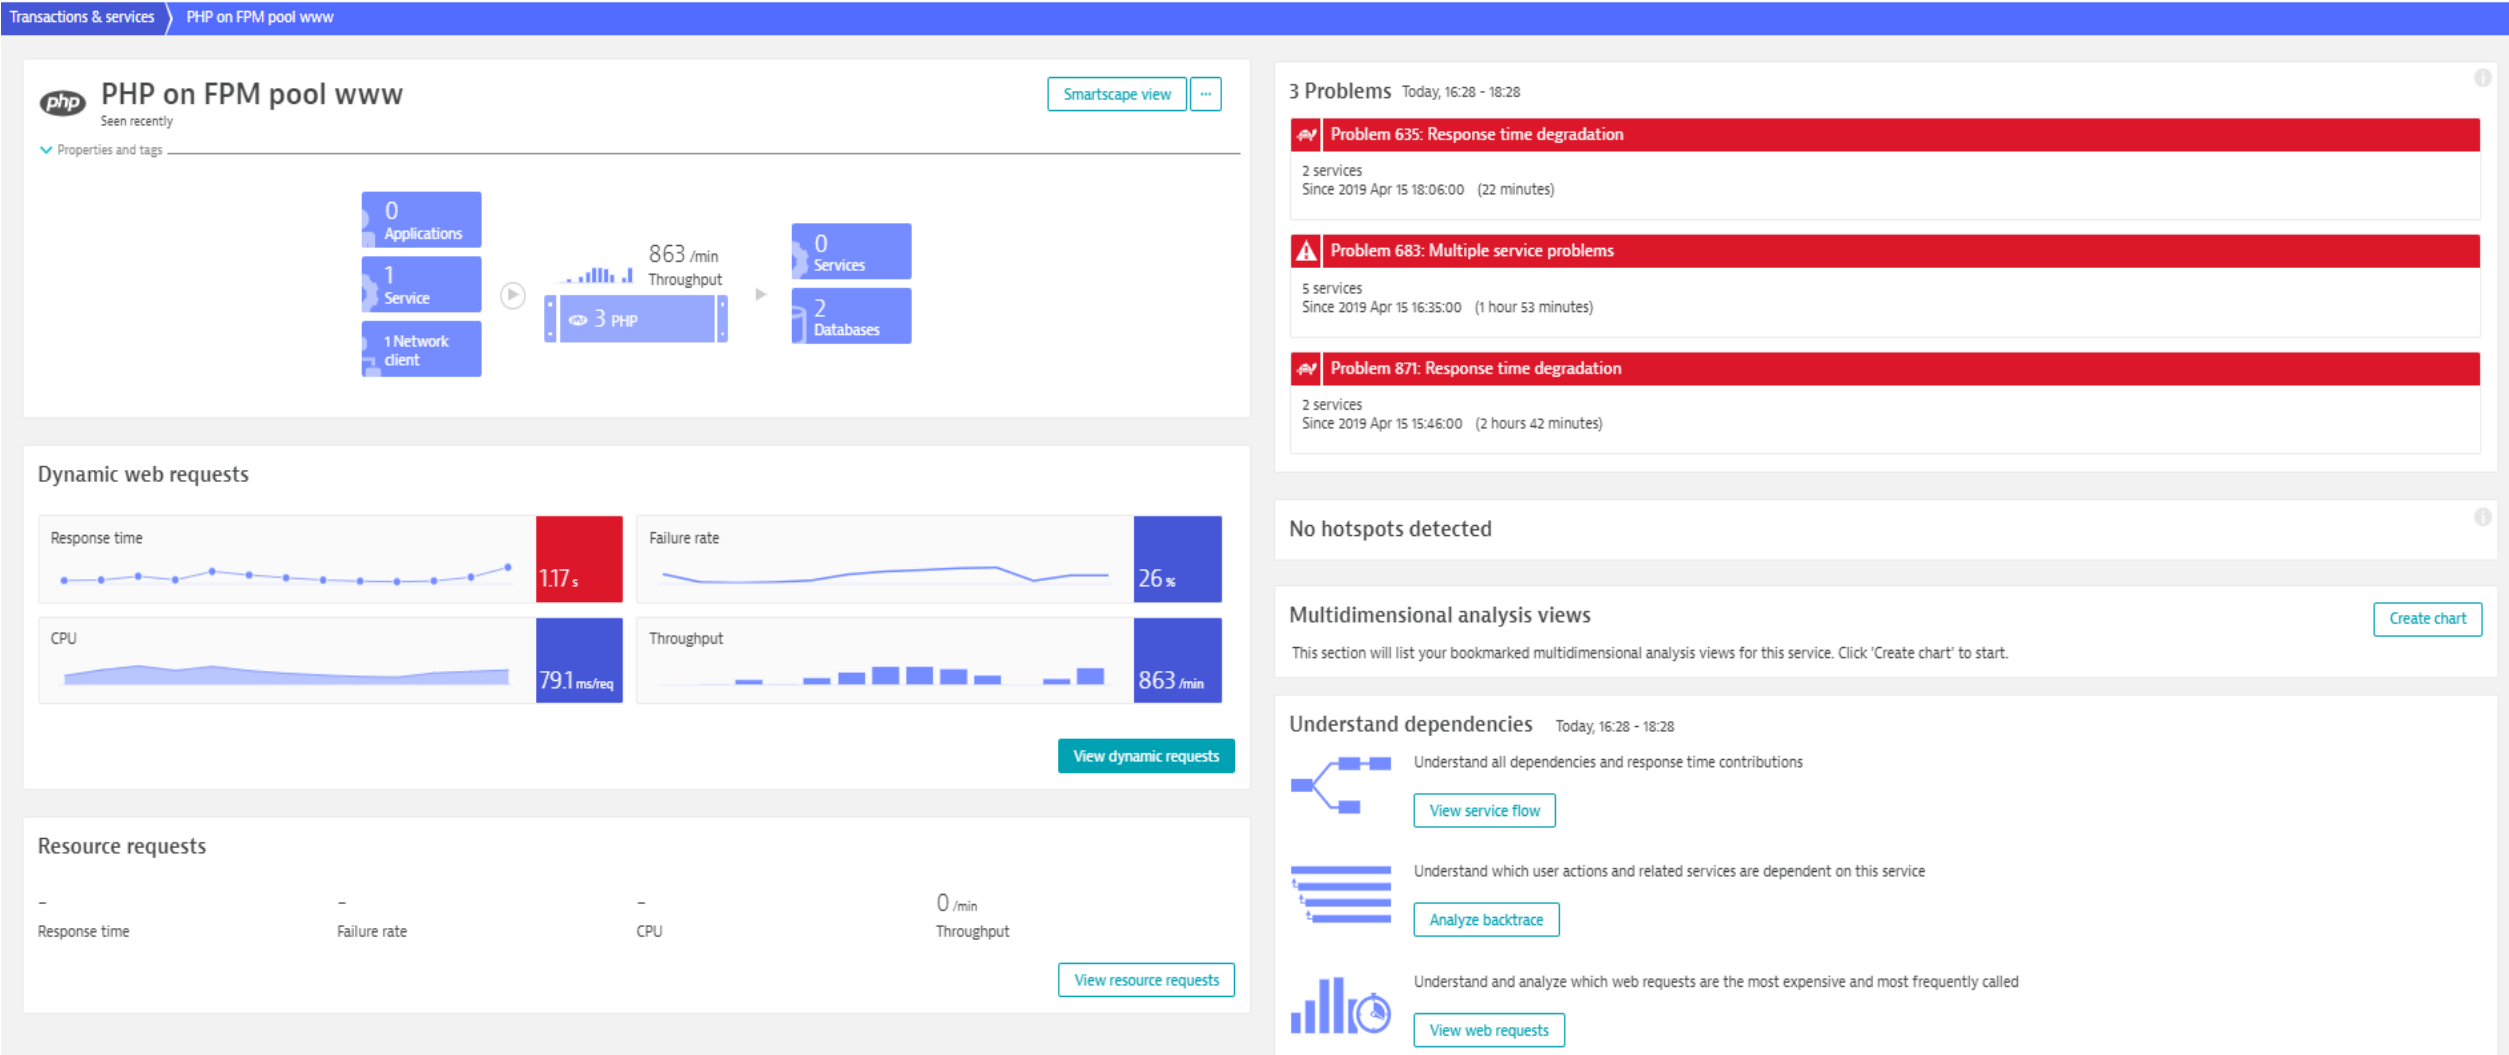 Transactions & services
PHP on FPM pool www
php
PHP on FPM pool www
Seen recently
Smartscape view
...
Properties and tags
0
Applications
1
Service
1 Network
client
863 /min
Throughput
3 PHP
0
Services
2
Databases
Dynamic web requests
Response time
1.17 s
Failure rate
26 %
CPU
79.1 ms/req
Throughput
863 /min
View dynamic requests
Resource requests
-
Response time
-
Failure rate
-
CPU
0 /min
Throughput
View resource requests
3 Problems Today, 16:28 - 18:28
Problem 635: Response time degradation
2 services
Since 2019 Apr 15 18:06:00 (22 minutes)
Problem 683: Multiple service problems
5 services
Since 2019 Apr 15 16:35:00 (1 hour 53 minutes)
Problem 871: Response time degradation
2 services
Since 2019 Apr 15 15:46:00 (2 hours 42 minutes)
No hotspots detected
Multidimensional analysis views
Create chart
This section will list your bookmarked multidimensional analysis views for this service. Click 'Create chart' to start.
Understand dependencies Today, 16:28 - 18:28
Understand all dependencies and response time contributions
View service flow
Understand which user actions and related services are dependent on this service
Analyze backtrace
Understand and analyze which web requests are the most expensive and most frequently called
View web requests